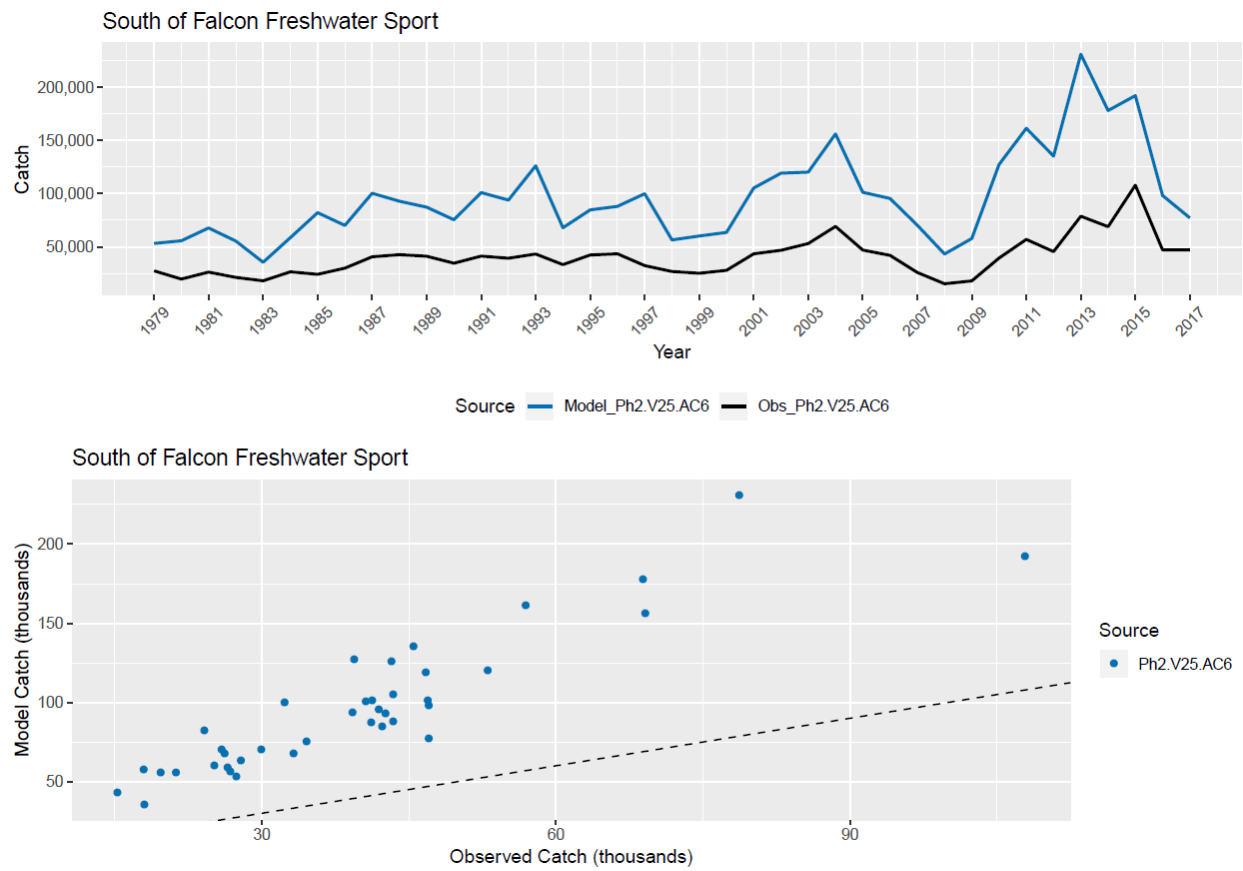 South of Falcon Freshwater Sport
200,000
150,000
100,000
50,000
Catch
1979 1981 1983 1985 1987 1989 1991 1993 1995 1997 1999 2001 2003 2005 2007 2009 2011 2013 2015 2017
Year
Source Model_Ph2.V25.AC6 Obs_Ph2.V25.AC6
South of Falcon Freshwater Sport
200
150
100
50
Model Catch (thousands)
30 60 90
Observed Catch (thousands)
Source
Ph2.V25.AC6